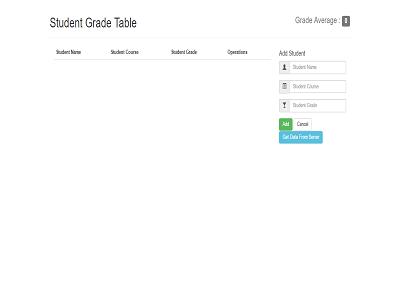 Student Grade Table
Grade Average : 0
Student Name Student Course Student Grade Operations
Add Student
Student Name
Student Course
Student Grade
Add Cancel
Get Data From Server